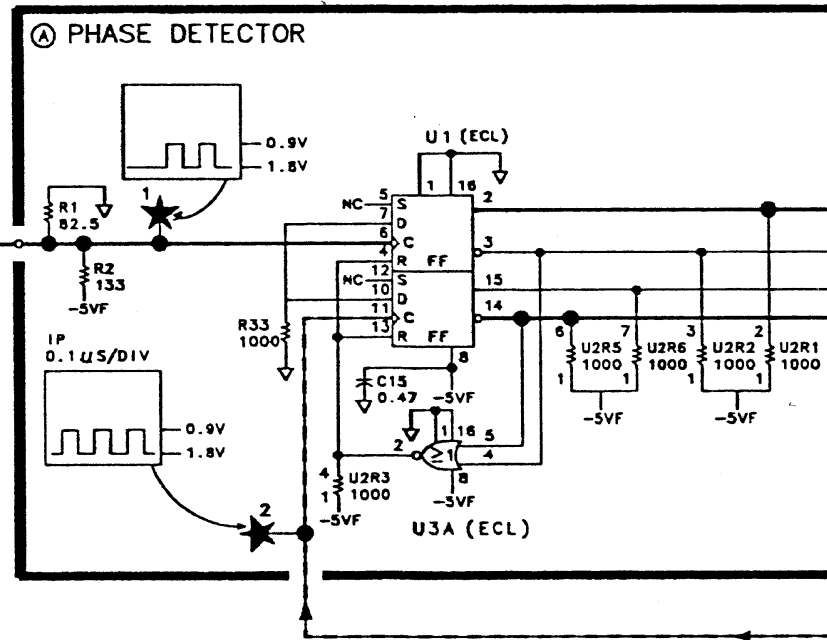 Ⓐ PHASE DETECTOR
0.9V
1.8V
1
R1
82.5
R2
133
-5VF
U1 (ECL)
1 16
NC 5 S
7 D
6 C
4 R FF
NC 12 S
10 D
11 C
13 R FF
2
3
15
14
8
-5VF
R33
1000
C15
0.47
1P
0.1µS/DIV
0.9V
1.8V
2
6 U2R5
1 1000
7 U2R6
1 1000
3 U2R2
1 1000
2 U2R1
1 1000
-5VF
-5VF
1 16
2 ≥1 5
4
8
-5VF
4 U2R3
1 1000
-5VF
U3A (ECL)